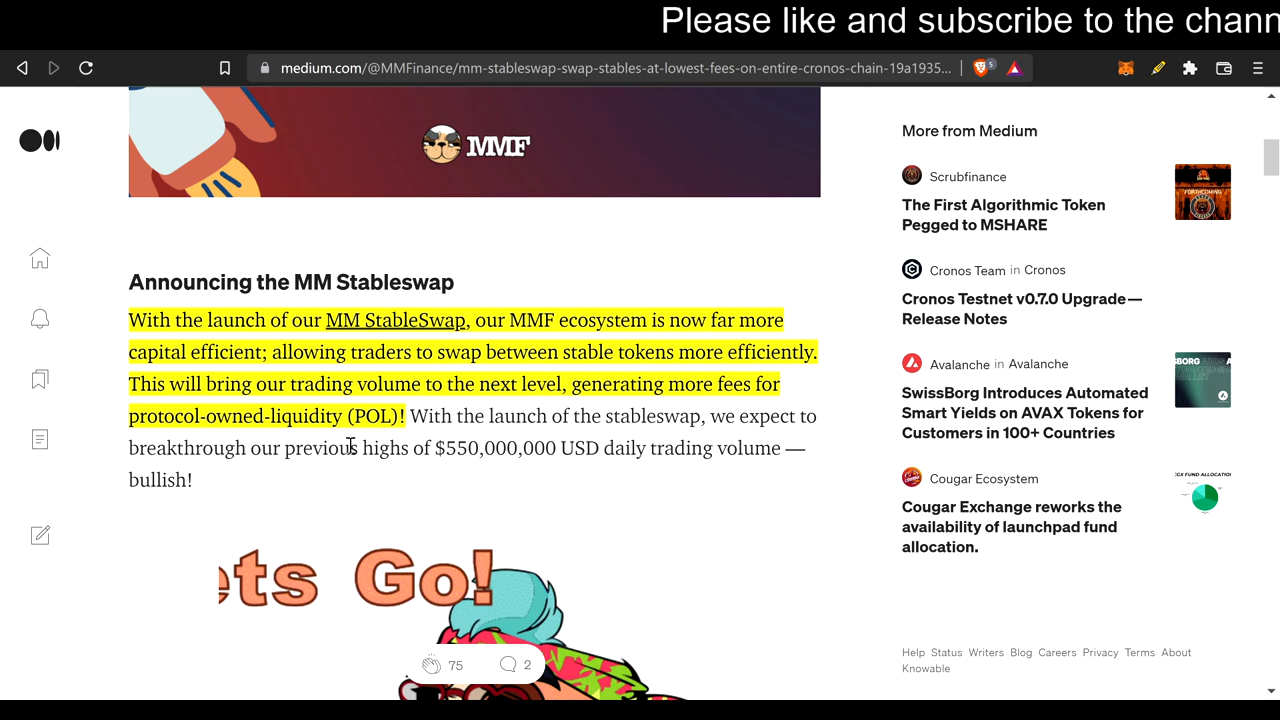 Please like and subscribe to the chann
medium.com/@MMFinance/mm-stableswap-swap-stables-at-lowest-fees-on-entire-cronos-chain-19a1935...
5
MMF
Announcing the MM Stableswap
With the launch of our MM StableSwap, our MMF ecosystem is now far more
capital efficient; allowing traders to swap between stable tokens more efficiently.
This will bring our trading volume to the next level, generating more fees for
protocol-owned-liquidity (POL)! With the launch of the stableswap, we expect to
breakthrough our previous highs of $550,000,000 USD daily trading volume —
bullish!
ets Go!
75
2
More from Medium
Scrubfinance
The First Algorithmic Token
Pegged to MSHARE
FORTHCOMING
Cronos Team in Cronos
Cronos Testnet v0.7.0 Upgrade—
Release Notes
Avalanche in Avalanche
SwissBorg Introduces Automated
Smart Yields on AVAX Tokens for
Customers in 100+ Countries
Cougar Ecosystem
Cougar Exchange reworks the
availability of launchpad fund
allocation.
CX FUND ALLOCATION
Help Status Writers Blog Careers Privacy Terms About
Knowable